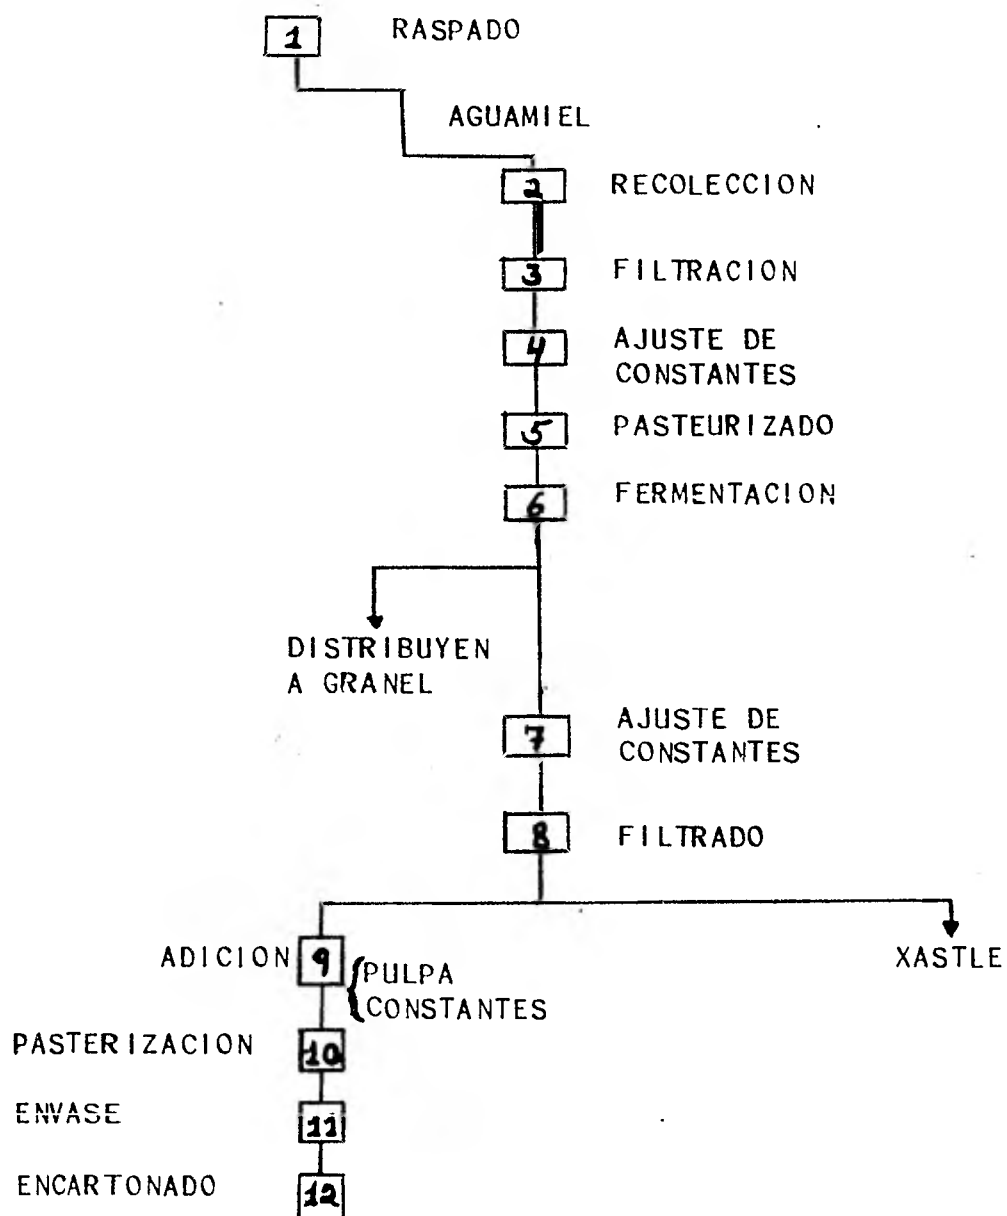 1 RASPADO
AGUAMIEL
2 RECOLECCION
3 FILTRACION
4 AJUSTE DE
CONSTANTES
5 PASTEURIZADO
6 FERMENTACION
DISTRIBUYEN
A GRANEL
7 AJUSTE DE
CONSTANTES
8 FILTRADO
ADICION 9 {PULPA
CONSTANTES
XASTLE
PASTERIZACION 10
ENVASE 11
ENCARTONADO 12